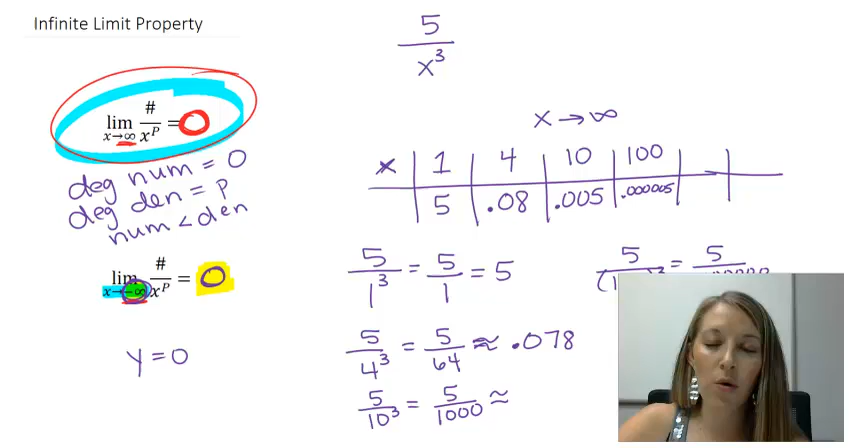 Infinite Limit Property
lim x→∞ #/x^P = 0
deg num = 0
deg den = P
num < den
lim x→-∞ #/x^P = 0
y = 0
5/x³
x → ∞
x | 1 | 4 | 10 | 100
5 | .08 | .005 | .000005
5/1³ = 5/1 = 5
5/4³ = 5/64 ≈ .078
5/10³ = 5/1000 ≈